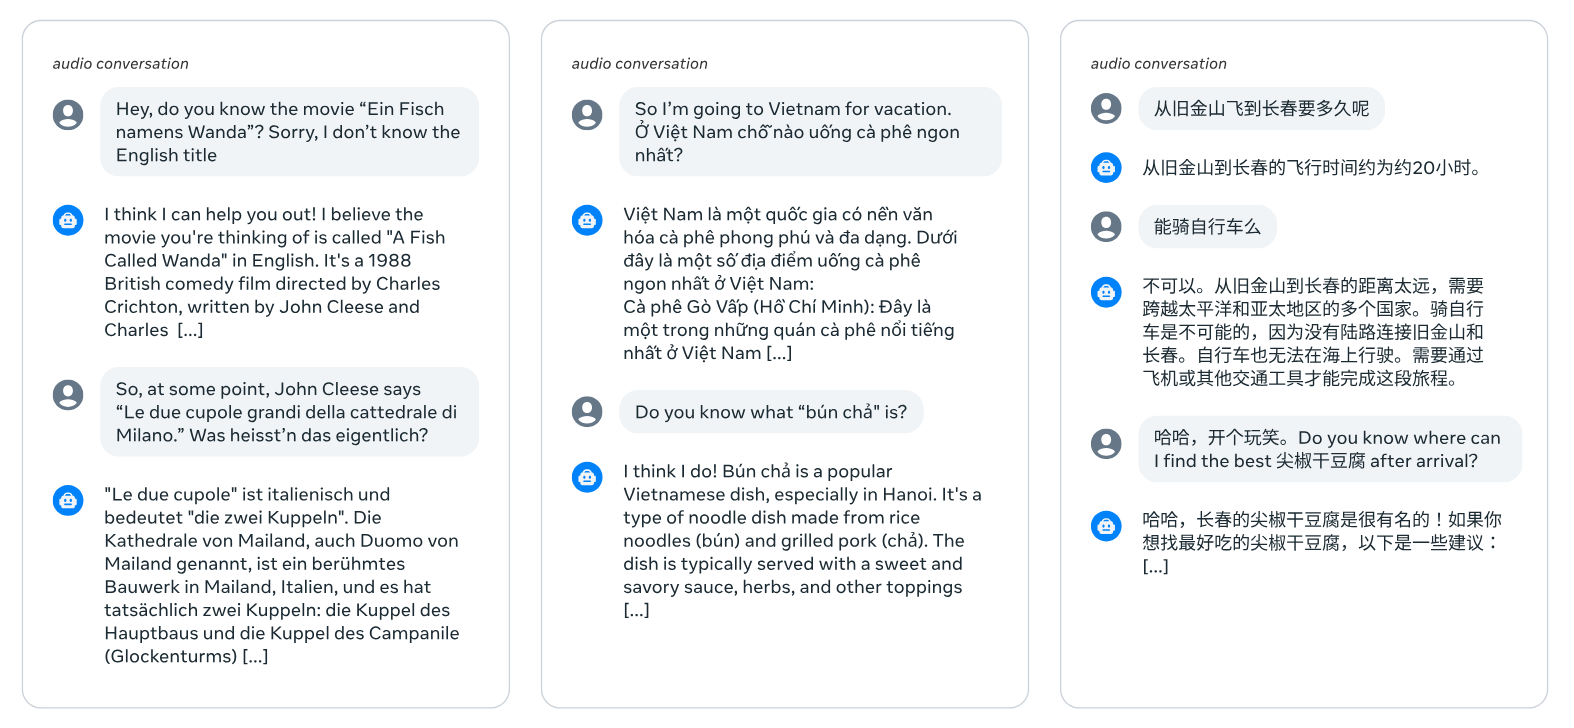 audio conversation
Hey, do you know the movie “Ein Fisch
namens Wanda”? Sorry, I don’t know the
English title
I think I can help you out! I believe the
movie you're thinking of is called "A Fish
Called Wanda" in English. It's a 1988
British comedy film directed by Charles
Crichton, written by John Cleese and
Charles [...]
So, at some point, John Cleese says
“Le due cupole grandi della cattedrale di
Milano.” Was heisst’n das eigentlich?
"Le due cupole" ist italienisch und
bedeutet "die zwei Kuppeln". Die
Kathedrale von Mailand, auch Duomo von
Mailand genannt, ist ein berühmtes
Bauwerk in Mailand, Italien, und es hat
tatsächlich zwei Kuppeln: die Kuppel des
Hauptbaus und die Kuppel des Campanile
(Glockenturms) [...]
audio conversation
So I’m going to Vietnam for vacation.
Ở Việt Nam chỗ nào uống cà phê ngon
nhất?
Việt Nam là một quốc gia có nền văn
hóa cà phê phong phú và đa dạng. Dưới
đây là một số địa điểm uống cà phê
ngon nhất ở Việt Nam:
Cà phê Gò Vấp (Hồ Chí Minh): Đây là
một trong những quán cà phê nổi tiếng
nhất ở Việt Nam [...]
Do you know what “bún chả" is?
I think I do! Bún chả is a popular
Vietnamese dish, especially in Hanoi. It's a
type of noodle dish made from rice
noodles (bún) and grilled pork (chả). The
dish is typically served with a sweet and
savory sauce, herbs, and other toppings
[...]
audio conversation
从旧金山飞到长春要多久呢
从旧金山到长春的飞行时间约为约20小时。
能骑自行车么
不可以。从旧金山到长春的距离太远，需要
跨越太平洋和亚太地区的多个国家。骑自行
车是不可能的，因为没有陆路连接旧金山和
长春。自行车也无法在海上行驶。需要通过
飞机或其他交通工具才能完成这段旅程。
哈哈，开个玩笑。Do you know where can
I find the best 尖椒干豆腐 after arrival?
哈哈，长春的尖椒干豆腐是很有名的！如果你
想找最好吃的尖椒干豆腐，以下是一些建议：
[...]